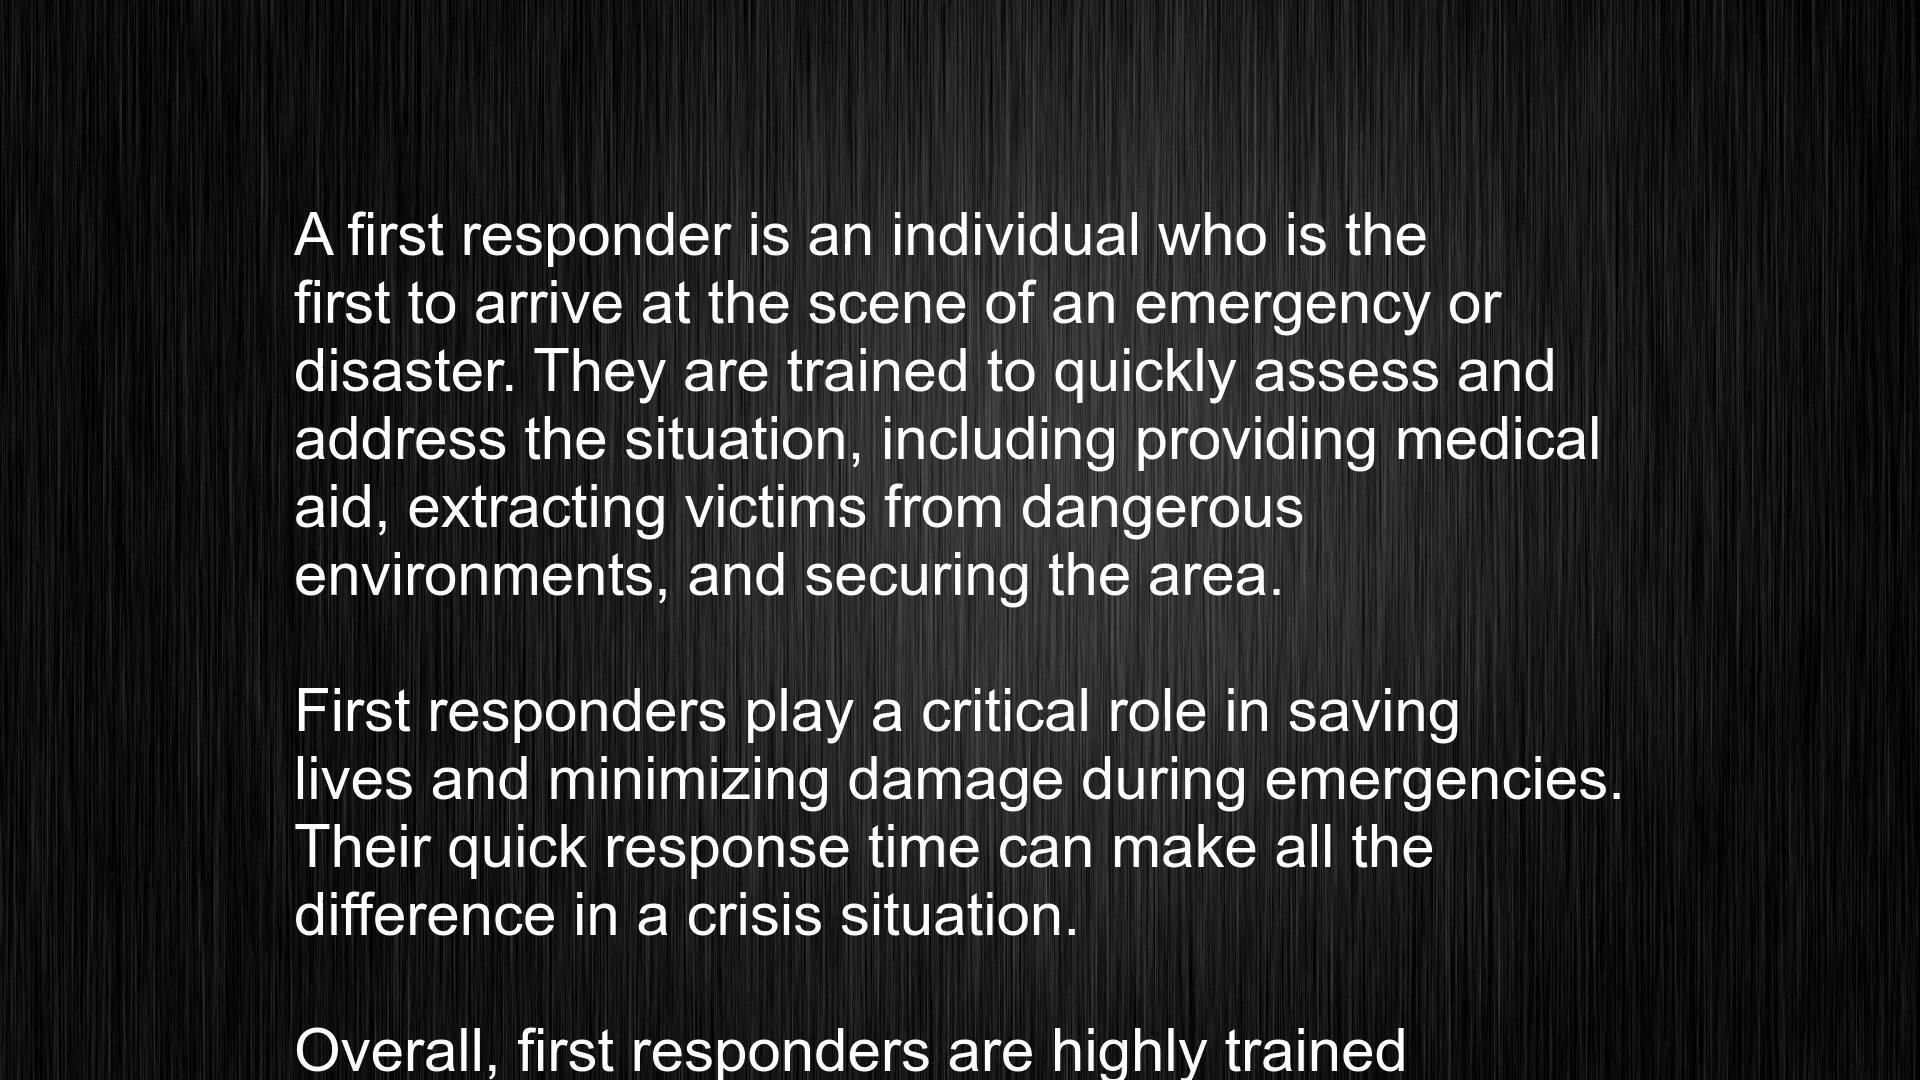 A first responder is an individual who is the
first to arrive at the scene of an emergency or
disaster. They are trained to quickly assess and
address the situation, including providing medical
aid, extracting victims from dangerous
environments, and securing the area.
First responders play a critical role in saving
lives and minimizing damage during emergencies.
Their quick response time can make all the
difference in a crisis situation.
Overall, first responders are highly trained